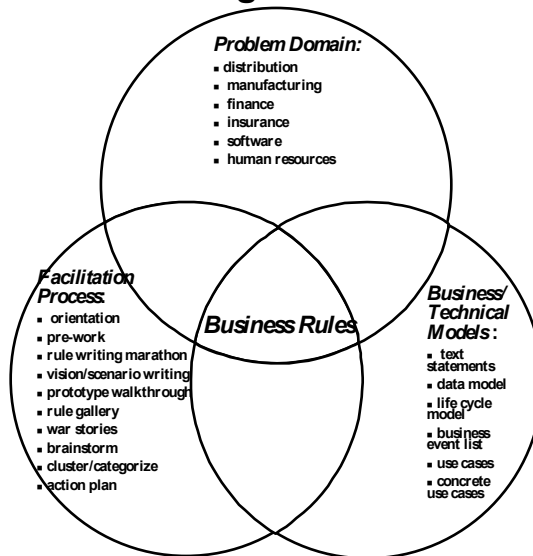 Problem Domain:
▪ distribution
▪ manufacturing
▪ finance
▪ insurance
▪ software
▪ human resources
Facilitation
Process:
▪ orientation
▪ pre-work
▪ rule writing marathon
▪ vision/scenario writing
▪ prototype walkthrough
▪ rule gallery
▪ war stories
▪ brainstorm
▪ cluster/categorize
▪ action plan
Business Rules
Business/
Technical
Models :
▪ text
statements
▪ data model
▪ life cycle
model
▪ business
event list
▪ use cases
▪ concrete
use cases